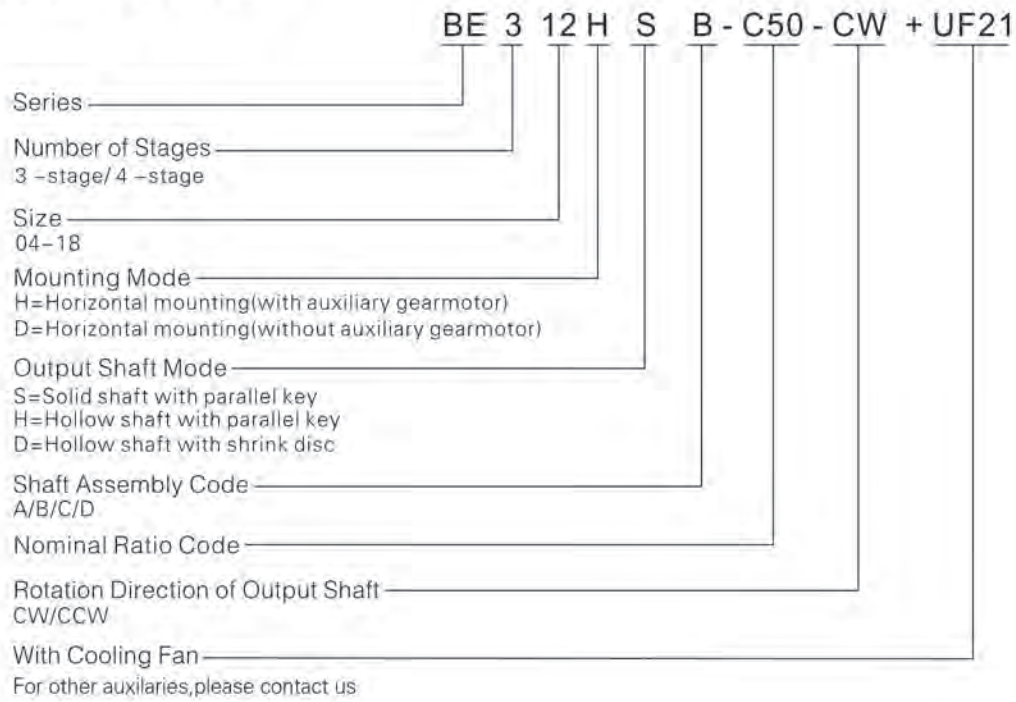 BE 3 12 H S B - C50 - CW + UF21
Series
Number of Stages
3 –stage/ 4 –stage
Size
04–18
Mounting Mode
H=Horizontal mounting(with auxiliary gearmotor)
D=Horizontal mounting(without auxiliary gearmotor)
Output Shaft Mode
S=Solid shaft with parallel key
H=Hollow shaft with parallel key
D=Hollow shaft with shrink disc
Shaft Assembly Code
A/B/C/D
Nominal Ratio Code
Rotation Direction of Output Shaft
CW/CCW
With Cooling Fan
For other auxilaries,please contact us